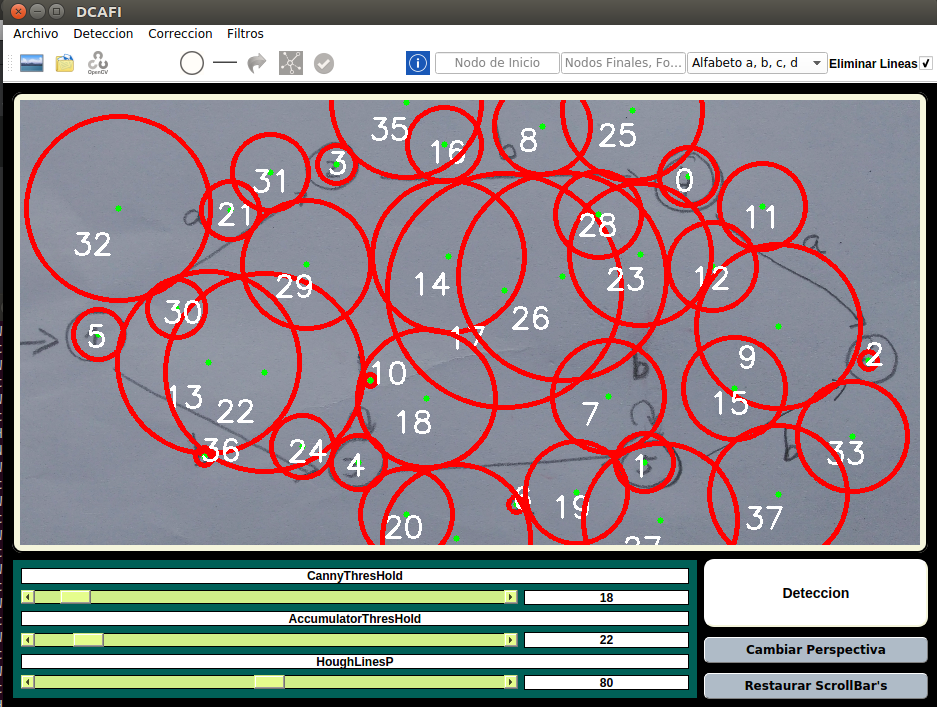 DCAFI
Archivo Deteccion Correccion Filtros
OpenCV
Nodo de Inicio Nodos Finales, Fo... Alfabeto a, b, c, d Eliminar Lineas
35 16 8 25
31 3 0
32 21 28 11
a
a
29 14 23 12
30 26
5 17 9 2
10 b
13 22 18 7 15
36 24 4 1 b 33
20 6 19 37
27
CannyThresHold
18
AccumulatorThresHold
22
HoughLinesP
80
Deteccion
Cambiar Perspectiva
Restaurar ScrollBar's